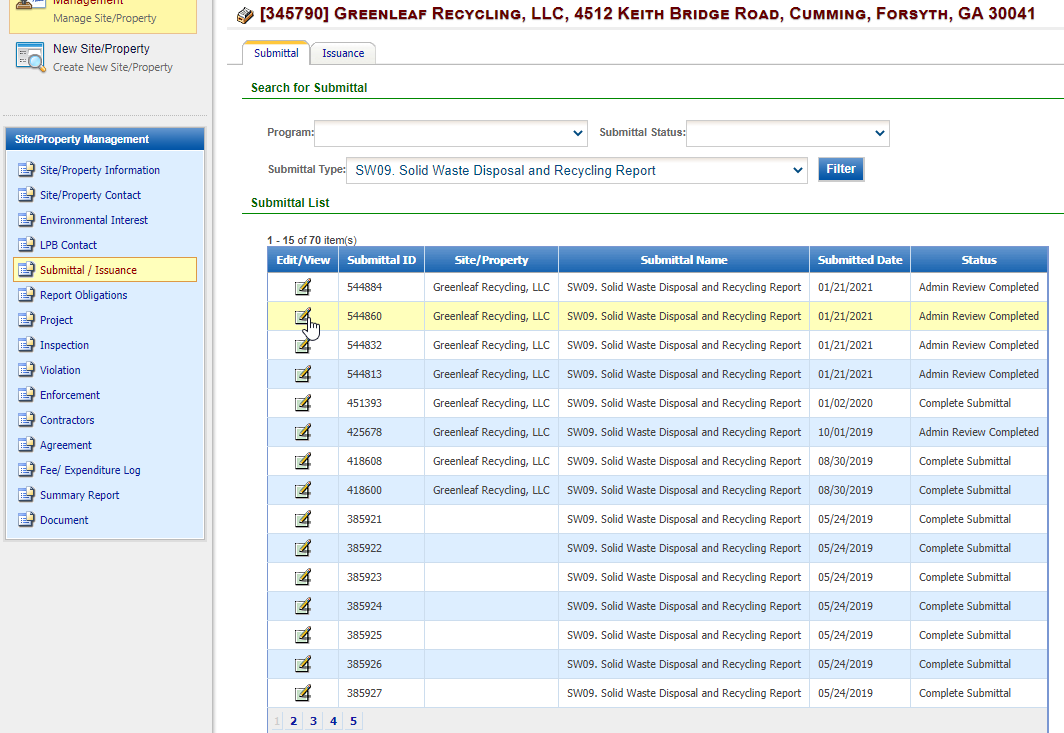 Management
Manage Site/Property
New Site/Property
Create New Site/Property
Site/Property Management
Site/Property Information
Site/Property Contact
Environmental Interest
LPB Contact
Submittal / Issuance
Report Obligations
Project
Inspection
Violation
Enforcement
Contractors
Agreement
Fee/ Expenditure Log
Summary Report
Document
[345790] Greenleaf Recycling, LLC, 4512 Keith Bridge Road, Cumming, Forsyth, GA 30041
Submittal Issuance
Search for Submittal
Program: Submittal Status:
Submittal Type: SW09. Solid Waste Disposal and Recycling Report Filter
Submittal List
1 - 15 of 70 item(s)
Edit/View Submittal ID Site/Property Submittal Name Submitted Date Status
544884 Greenleaf Recycling, LLC SW09. Solid Waste Disposal and Recycling Report 01/21/2021 Admin Review Completed
544860 Greenleaf Recycling, LLC SW09. Solid Waste Disposal and Recycling Report 01/21/2021 Admin Review Completed
544832 Greenleaf Recycling, LLC SW09. Solid Waste Disposal and Recycling Report 01/21/2021 Admin Review Completed
544813 Greenleaf Recycling, LLC SW09. Solid Waste Disposal and Recycling Report 01/21/2021 Admin Review Completed
451393 Greenleaf Recycling, LLC SW09. Solid Waste Disposal and Recycling Report 01/02/2020 Complete Submittal
425678 Greenleaf Recycling, LLC SW09. Solid Waste Disposal and Recycling Report 10/01/2019 Admin Review Completed
418608 Greenleaf Recycling, LLC SW09. Solid Waste Disposal and Recycling Report 08/30/2019 Complete Submittal
418600 Greenleaf Recycling, LLC SW09. Solid Waste Disposal and Recycling Report 08/30/2019 Complete Submittal
385921 SW09. Solid Waste Disposal and Recycling Report 05/24/2019 Complete Submittal
385922 SW09. Solid Waste Disposal and Recycling Report 05/24/2019 Complete Submittal
385923 SW09. Solid Waste Disposal and Recycling Report 05/24/2019 Complete Submittal
385924 SW09. Solid Waste Disposal and Recycling Report 05/24/2019 Complete Submittal
385925 SW09. Solid Waste Disposal and Recycling Report 05/24/2019 Complete Submittal
385926 SW09. Solid Waste Disposal and Recycling Report 05/24/2019 Complete Submittal
385927 SW09. Solid Waste Disposal and Recycling Report 05/24/2019 Complete Submittal
1 2 3 4 5